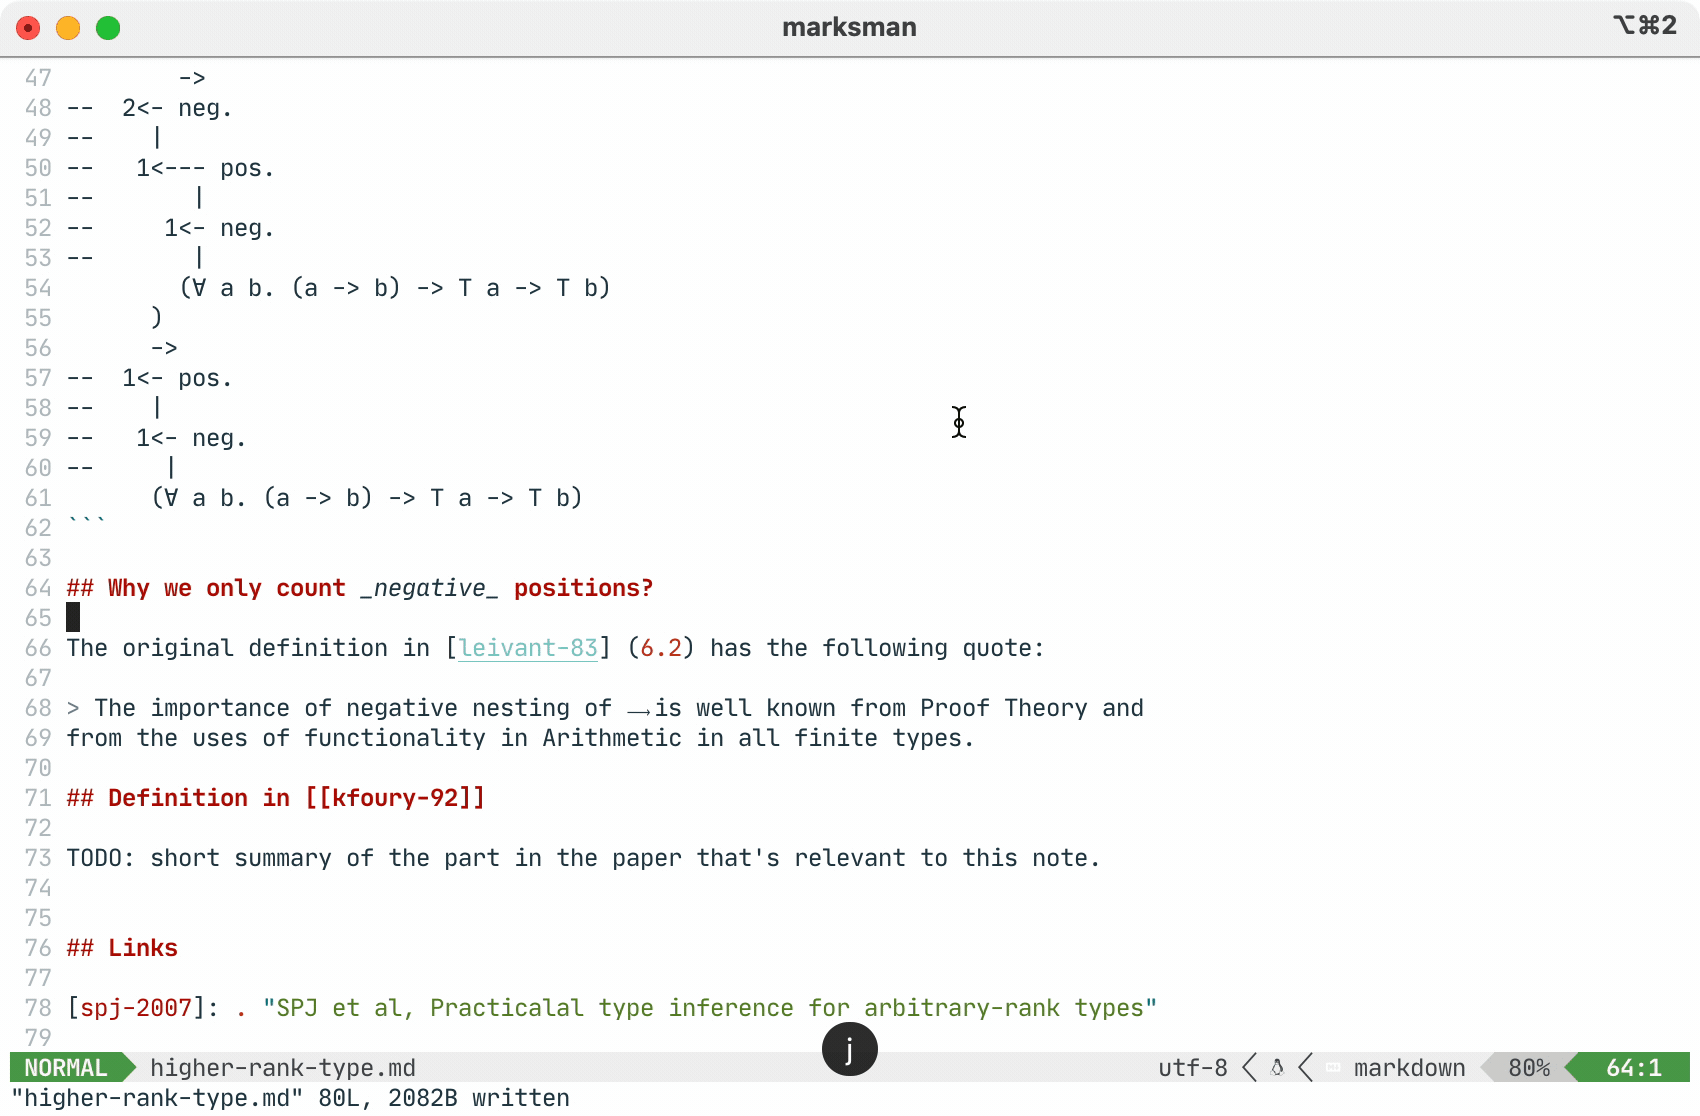 marksman
⌥⌘2
47         ->
48 --  2<- neg.
49 --    |
50 --   1<--- pos.
51 --       |
52 --     1<- neg.
53 --       |
54         (∀ a b. (a -> b) -> T a -> T b)
55       )
56       ->
57 --  1<- pos.
58 --    |
59 --   1<- neg.
60 --     |
61       (∀ a b. (a -> b) -> T a -> T b)
62 ```
63
64 ## Why we only count _negative_ positions?
65
66 The original definition in [leivant-83] (6.2) has the following quote:
67
68 > The importance of negative nesting of ⟶ is well known from Proof Theory and
69 from the uses of functionality in Arithmetic in all finite types.
70
71 ## Definition in [[kfoury-92]]
72
73 TODO: short summary of the part in the paper that's relevant to this note.
74
75
76 ## Links
77
78 [spj-2007]: . "SPJ et al, Practicalal type inference for arbitrary-rank types"
79
j
NORMAL higher-rank-type.md utf-8 markdown 80% 64:1
"higher-rank-type.md" 80L, 2082B written